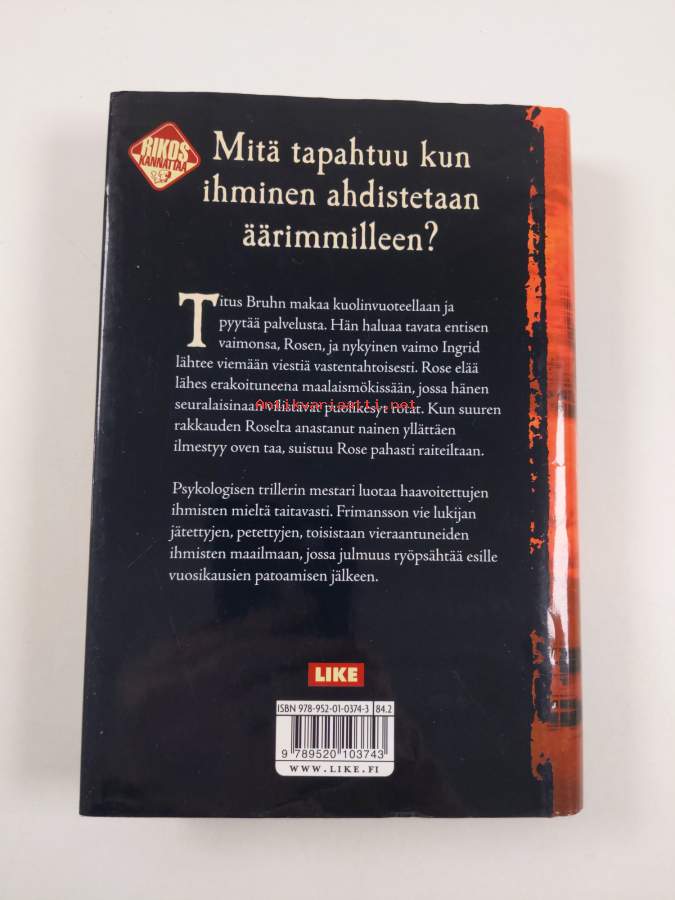 RIKOS
KANNATTAA
Mitä tapahtuu kun
ihminen ahdistetaan
äärimmilleen?
Titus Bruhn makaa kuolinvuoteellaan ja
pyytää palvelusta. Hän haluaa tavata entisen
vaimonsa, Rosen, ja nykyinen vaimo Ingrid
lähtee viemään viestiä vastentahtoisesti. Rose elää
lähes erakoituneena maalaismökissään, jossa hänen
seuralaisinaan vilistävät puolikesyt rotat. Kun suuren
Antikvariaatti.net
rakkauden Roselta anastanut nainen yllättäen
ilmestyy oven taa, suistuu Rose pahasti raiteiltaan.
Psykologisen trillerin mestari luotaa haavoitettujen
ihmisten mieltä taitavasti. Frimansson vie lukijan
jätettyjen, petettyjen, toisistaan vieraantuneiden
ihmisten maailmaan, jossa julmuus ryöpsähtää esille
vuosikausien patoamisen jälkeen.
LIKE
ISBN 978-952-01-0374-3 84.2
9 789520 103743
WWW.LIKE.FI